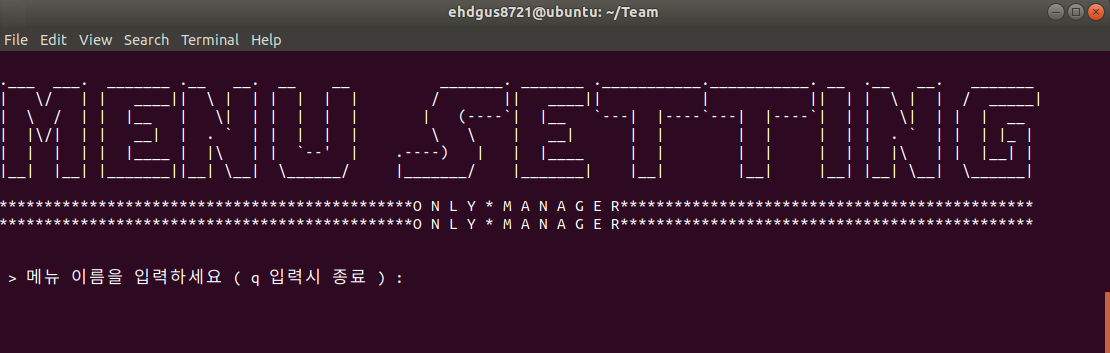 ehdgus8721@ubuntu: ~/Team
File Edit View Search Terminal Help
MENU SETTING
**********************************************O N L Y * M A N A G E R**********************************************
**********************************************O N L Y * M A N A G E R**********************************************
> 메뉴 이름을 입력하세요 ( q 입력시 종료 ) :